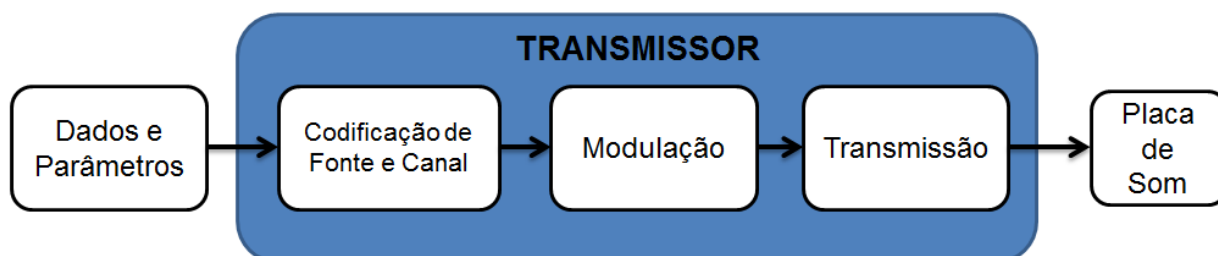 TRANSMISSOR
Dados e
Parâmetros
Codificação de
Fonte e Canal
Modulação
Transmissão
Placa
de
Som